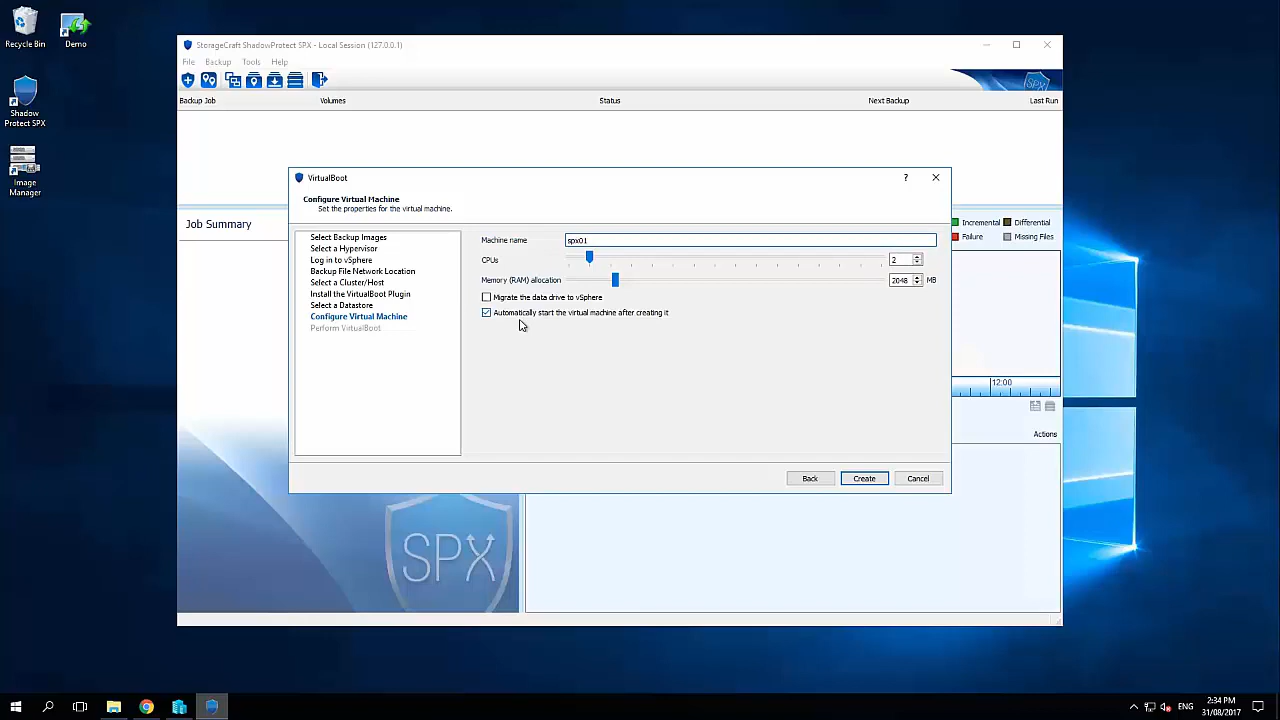 Recycle Bin
Demo
Shadow
Protect SPX
Image
Manager
StorageCraft ShadowProtect SPX - Local Session (127.0.0.1)
File Backup Tools Help
Backup Job Volumes Status Next Backup Last Run
Job Summary
Incremental Differential
Failure Missing Files
12:00
Actions
SPX
VirtualBoot
?
Configure Virtual Machine
Set the properties for the virtual machine.
Select Backup Images
Select a Hypervisor
Log in to vSphere
Backup File Network Location
Select a Cluster/Host
Install the VirtualBoot Plugin
Select a Datastore
Configure Virtual Machine
Perform VirtualBoot
Machine name spx01
CPUs 2
Memory (RAM) allocation 2048 MB
Migrate the data drive to vSphere
Automatically start the virtual machine after creating it
Back Create Cancel
ENG
2:34 PM
31/08/2017